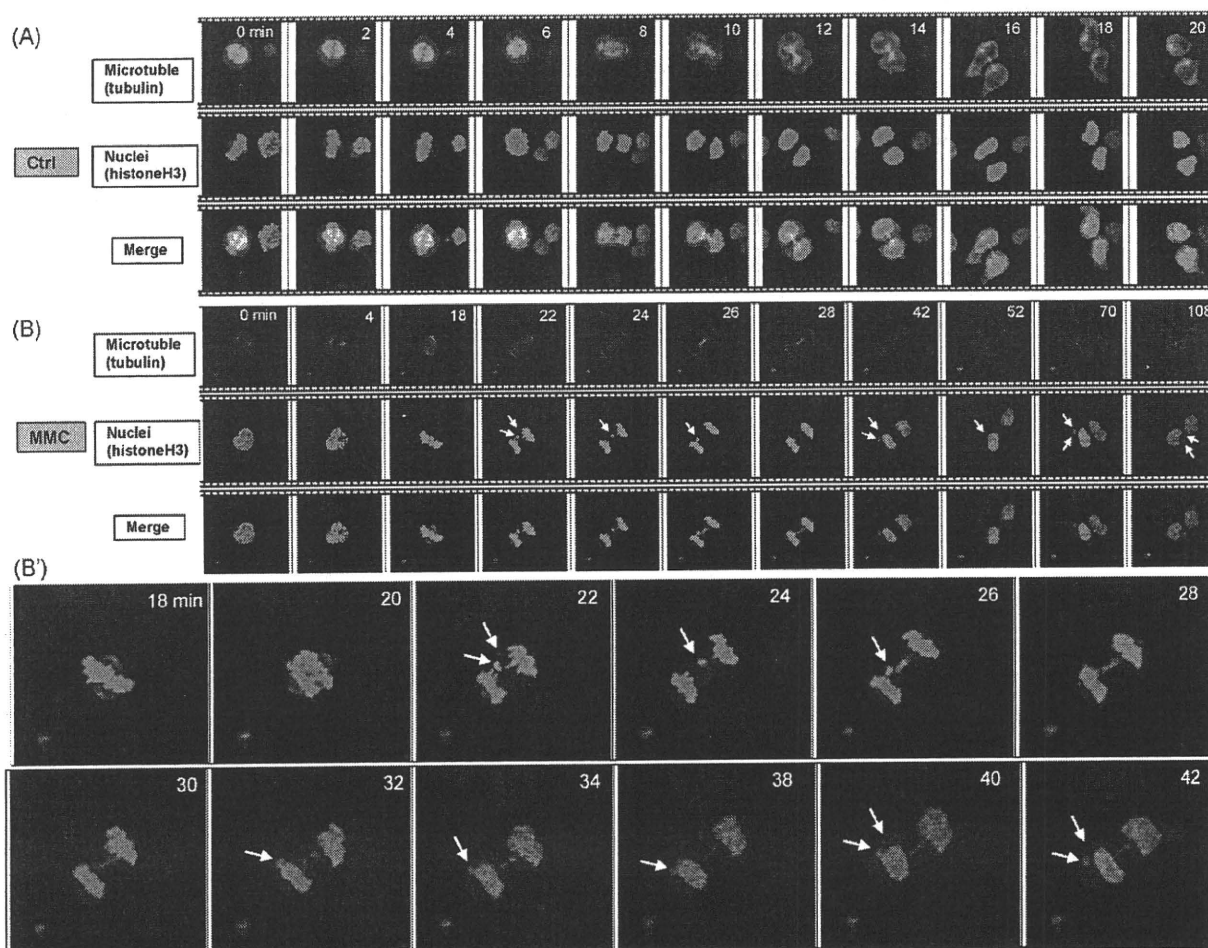 (A)
0 min 2 4 6 8 10 12 14 16 18 20
Microtuble
(tubulin)
Ctrl
Nuclei
(histoneH3)
Merge
(B)
0 min 4 18 22 24 26 28 42 52 70 108
Microtuble
(tubulin)
MMC
Nuclei
(histoneH3)
Merge
(B')
18 min 20 22 24 26 28
30 32 34 38 40 42